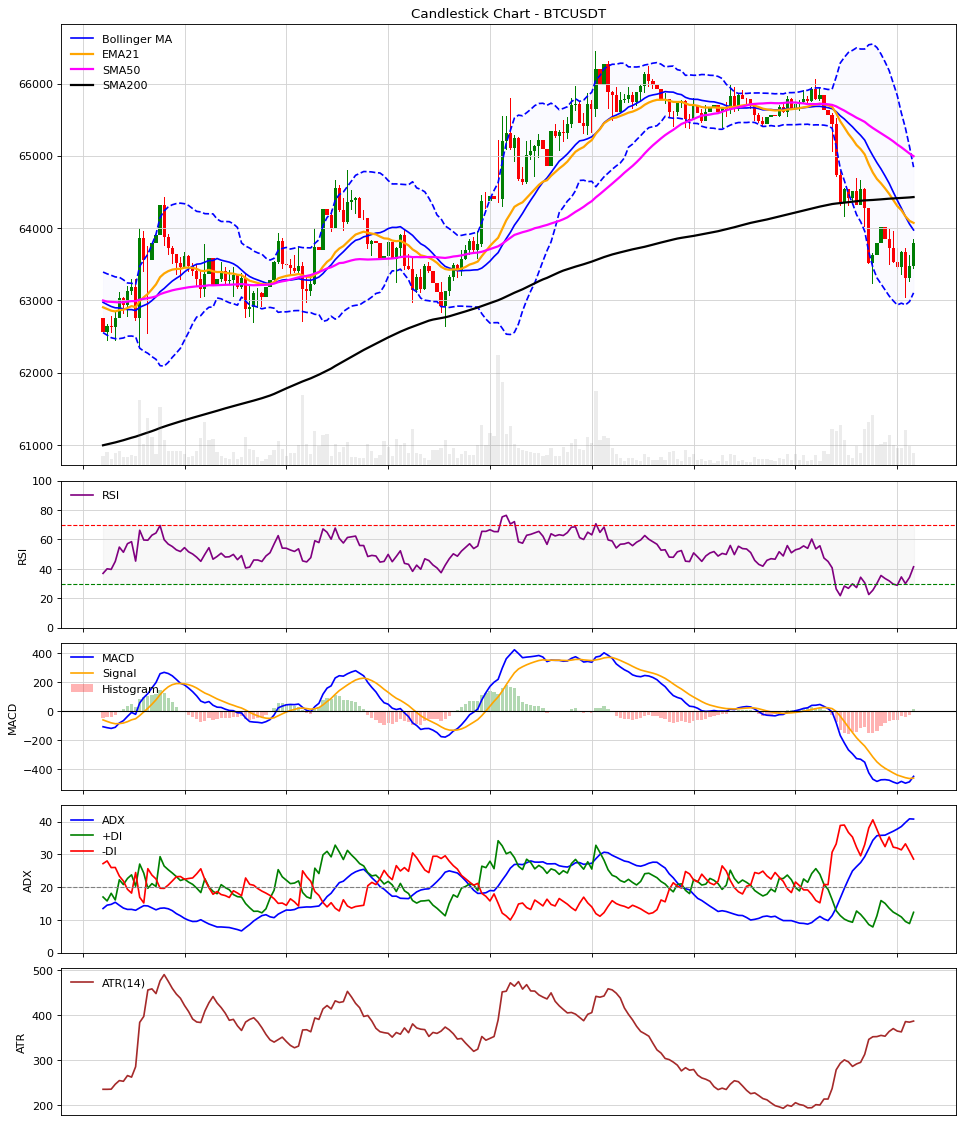 Candlestick Chart - BTCUSDT
Bollinger MA
EMA21
SMA50
SMA200
66000
65000
64000
63000
62000
61000
RSI
RSI
100
80
60
40
20
0
MACD
Signal
Histogram
MACD
400
200
0
−200
−400
ADX
+DI
-DI
ADX
40
30
20
10
0
ATR(14)
ATR
500
400
300
200